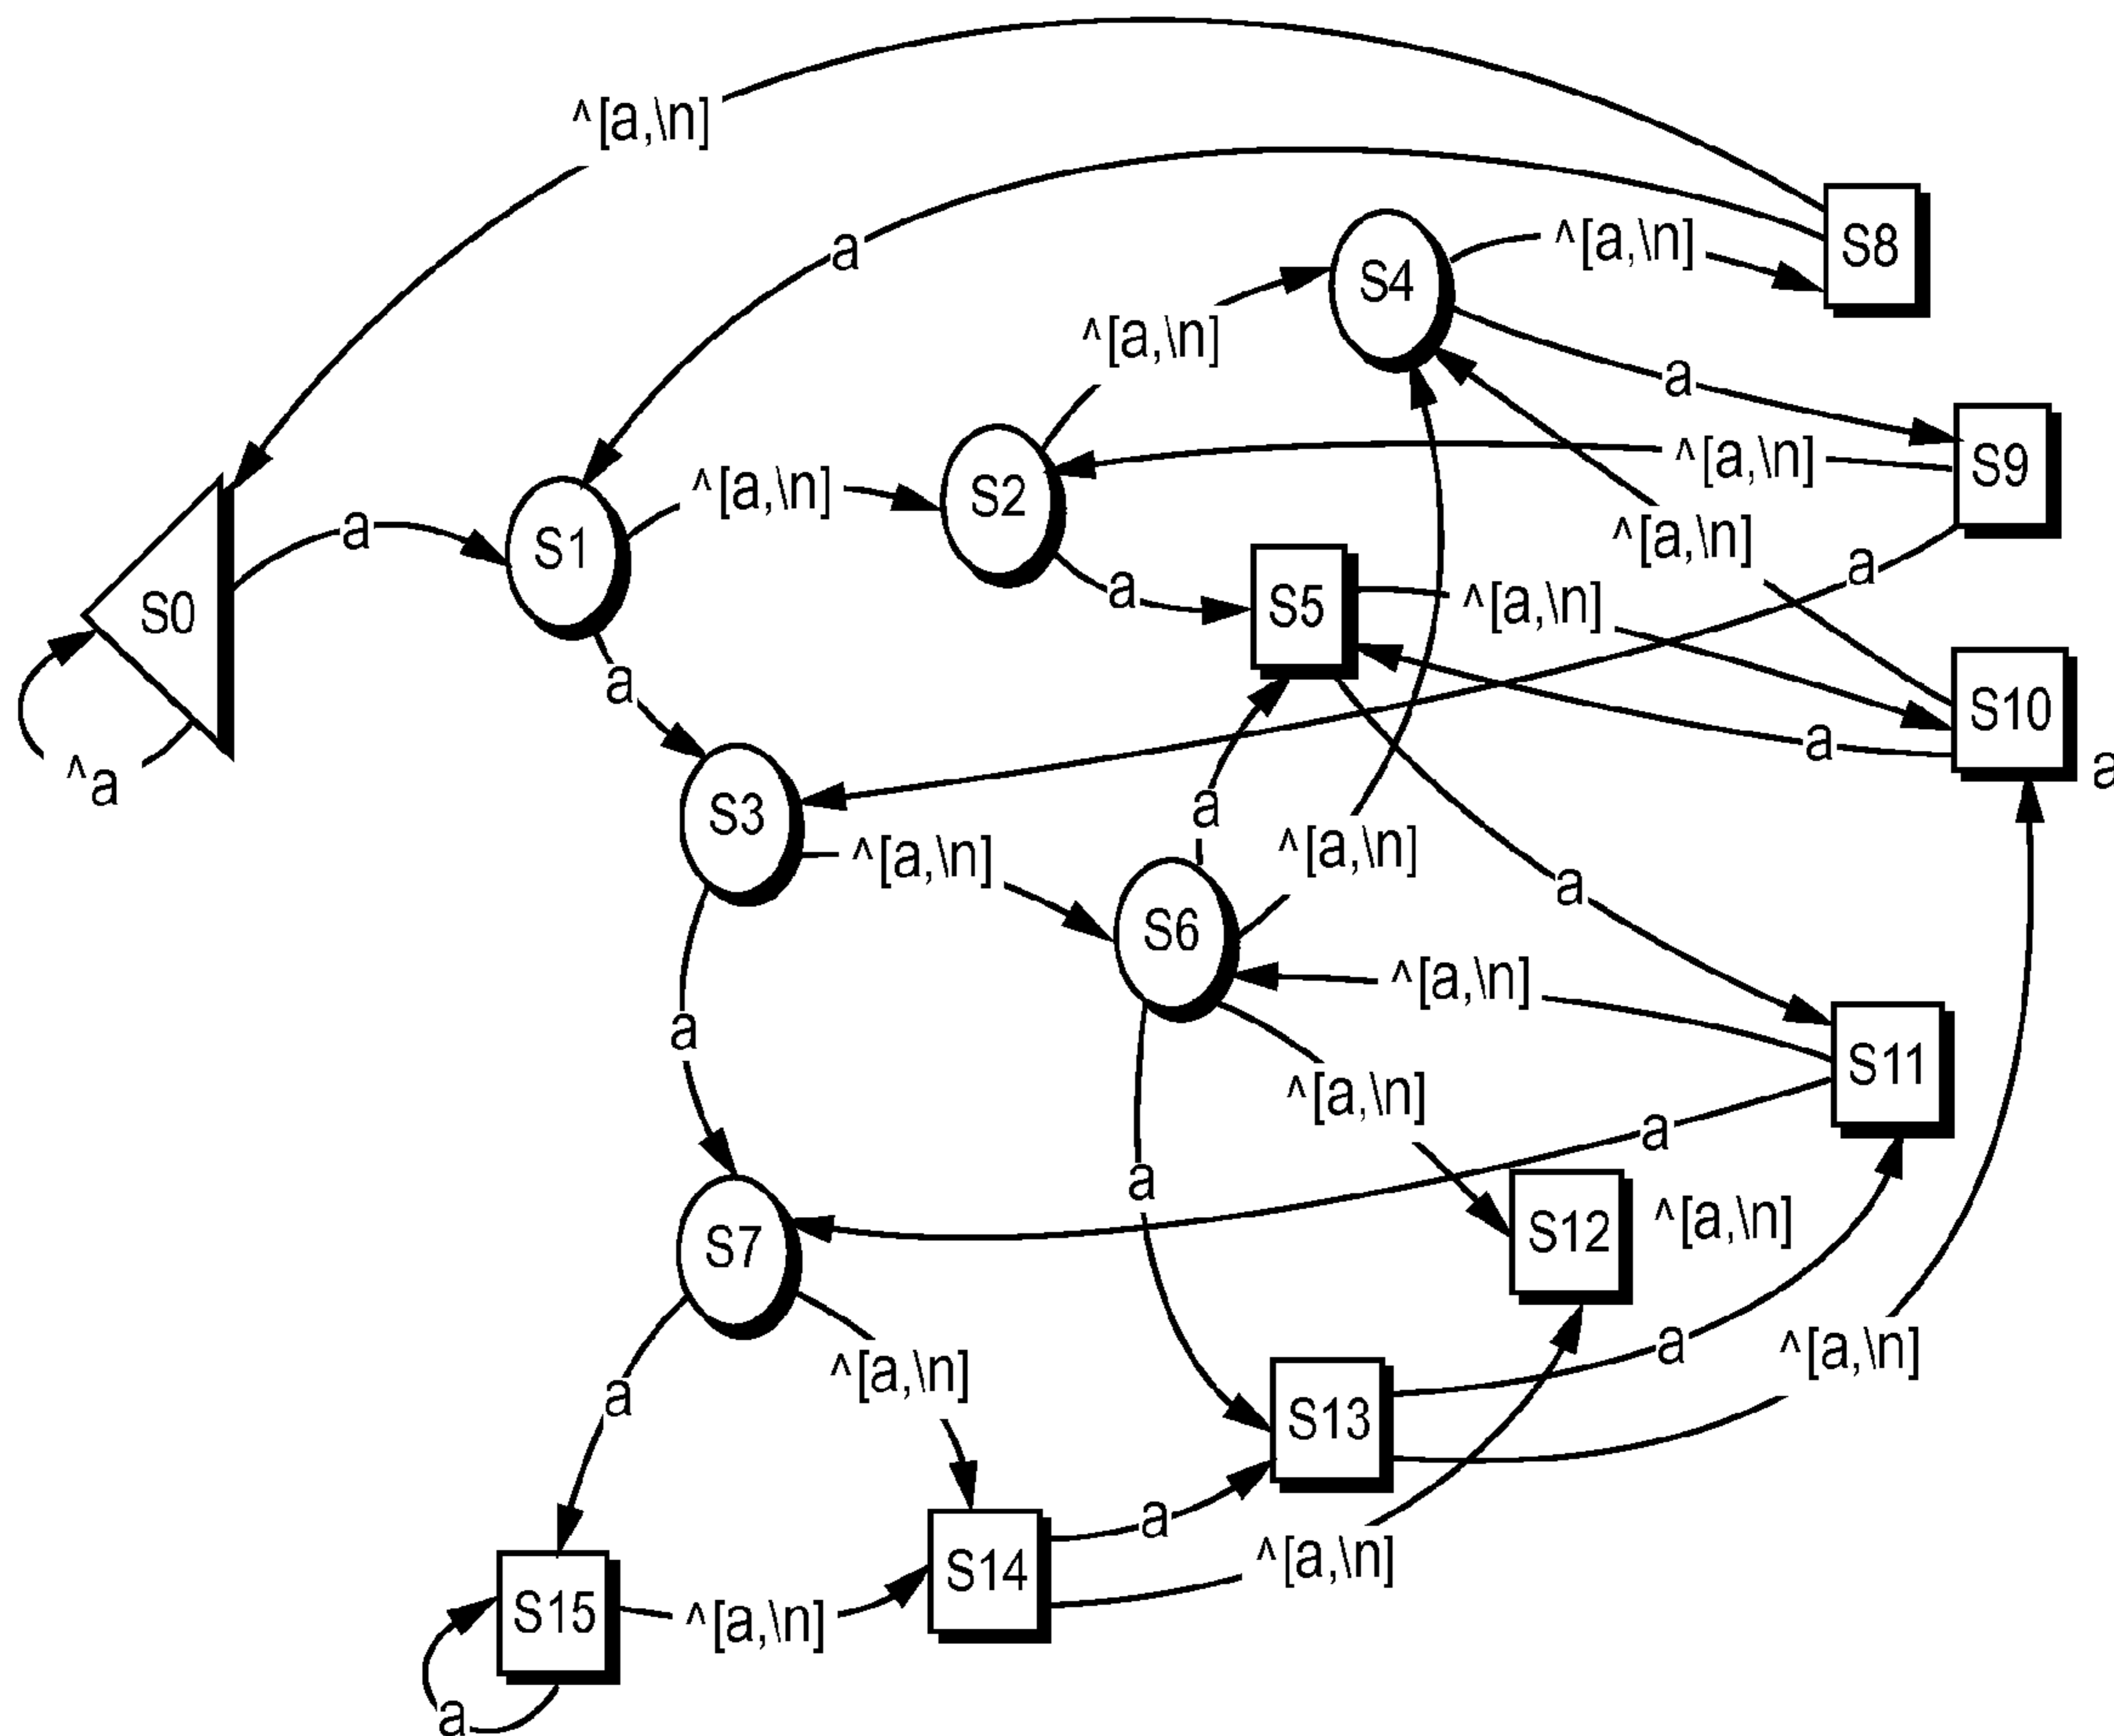 ^[a,\n]
a
S4
^[a,\n]
S8
^[a,\n]
a
S9
^[a,\n]
S2
^[a,\n]
a
S1
^[a,\n]
a
S0
^a
a
S5
^[a,\n]
a
a
S10
a
a
S3
^[a,\n]
a
^[a,\n]
S6
a
^[a,\n]
S11
a
^[a,\n]
a
a
S12
^[a,\n]
S7
a
^[a,\n]
a
^[a,\n]
S13
a
S14
^[a,\n]
S15
^[a,\n]
a